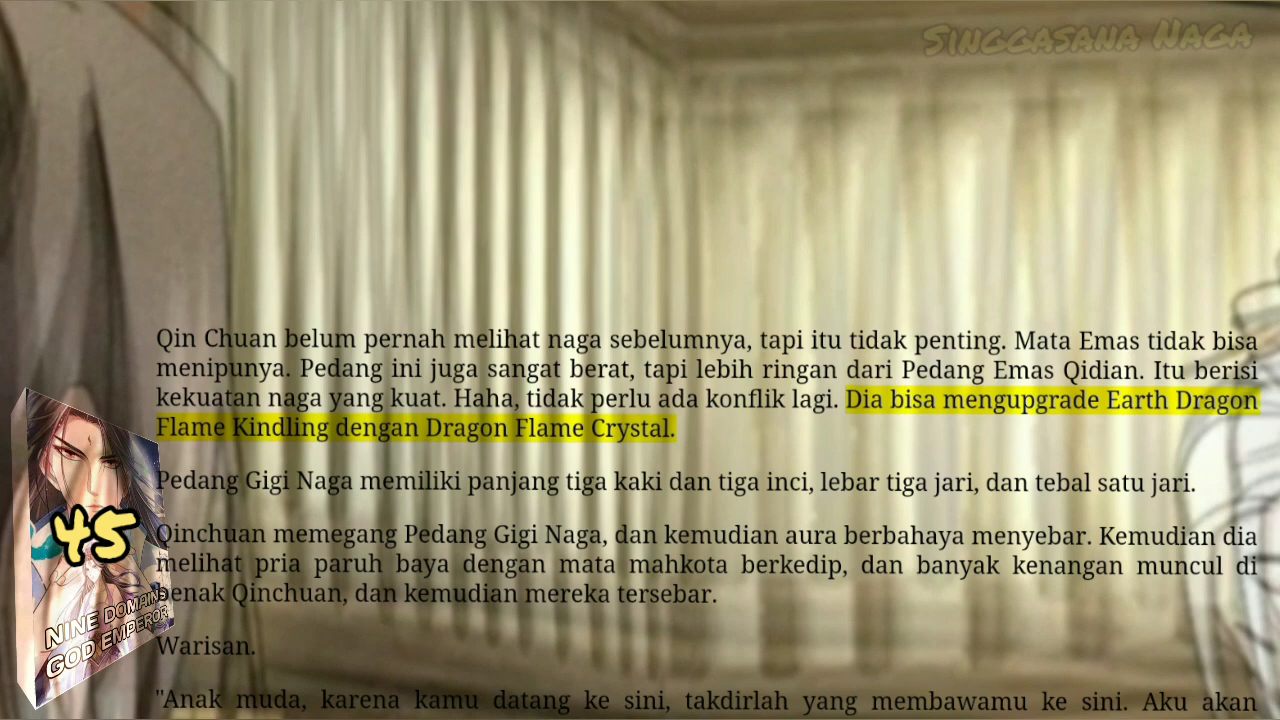 Singgasana Naga
Qin Chuan belum pernah melihat naga sebelumnya, tapi itu tidak penting. Mata Emas tidak bisa
menipunya. Pedang ini juga sangat berat, tapi lebih ringan dari Pedang Emas Qidian. Itu berisi
kekuatan naga yang kuat. Haha, tidak perlu ada konflik lagi. Dia bisa mengupgrade Earth Dragon
Flame Kindling dengan Dragon Flame Crystal.
Pedang Gigi Naga memiliki panjang tiga kaki dan tiga inci, lebar tiga jari, dan tebal satu jari.
Qinchuan memegang Pedang Gigi Naga, dan kemudian aura berbahaya menyebar. Kemudian dia
melihat pria paruh baya dengan mata mahkota berkedip, dan banyak kenangan muncul di
benak Qinchuan, dan kemudian mereka tersebar.
Warisan.
"Anak muda, karena kamu datang ke sini, takdirlah yang membawamu ke sini. Aku akan
45
NINE DOMAINS
GOD EMPEROR